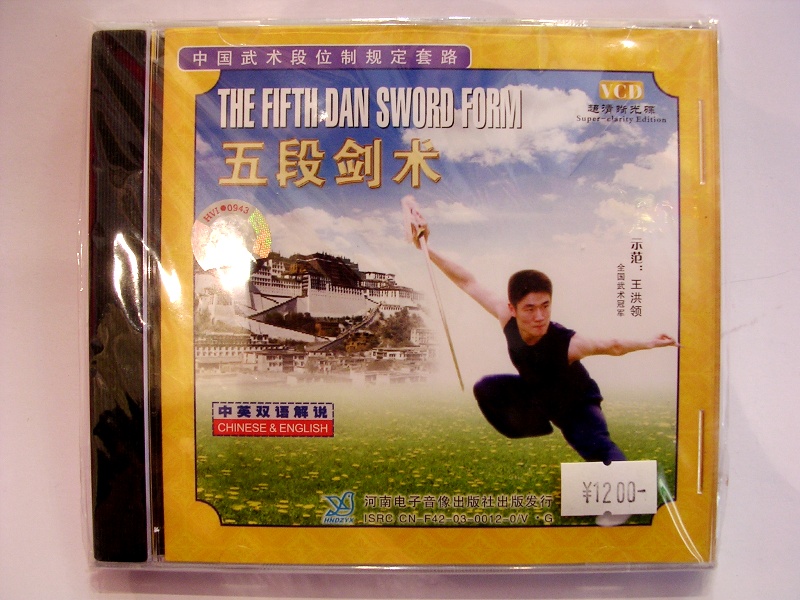 中国武术段位制规定套路
THE FIFTH DAN SWORD FORM
五段剑术
VCD
超清晰光碟
Super-clarity Edition
HVI●0943
示范：王洪领
全国武术冠军
中英双语解说
CHINESE & ENGLISH
¥1200-
HNDZYX
河南电子音像出版社出版发行
ISRC CN-F42-03-0012-0/V·G